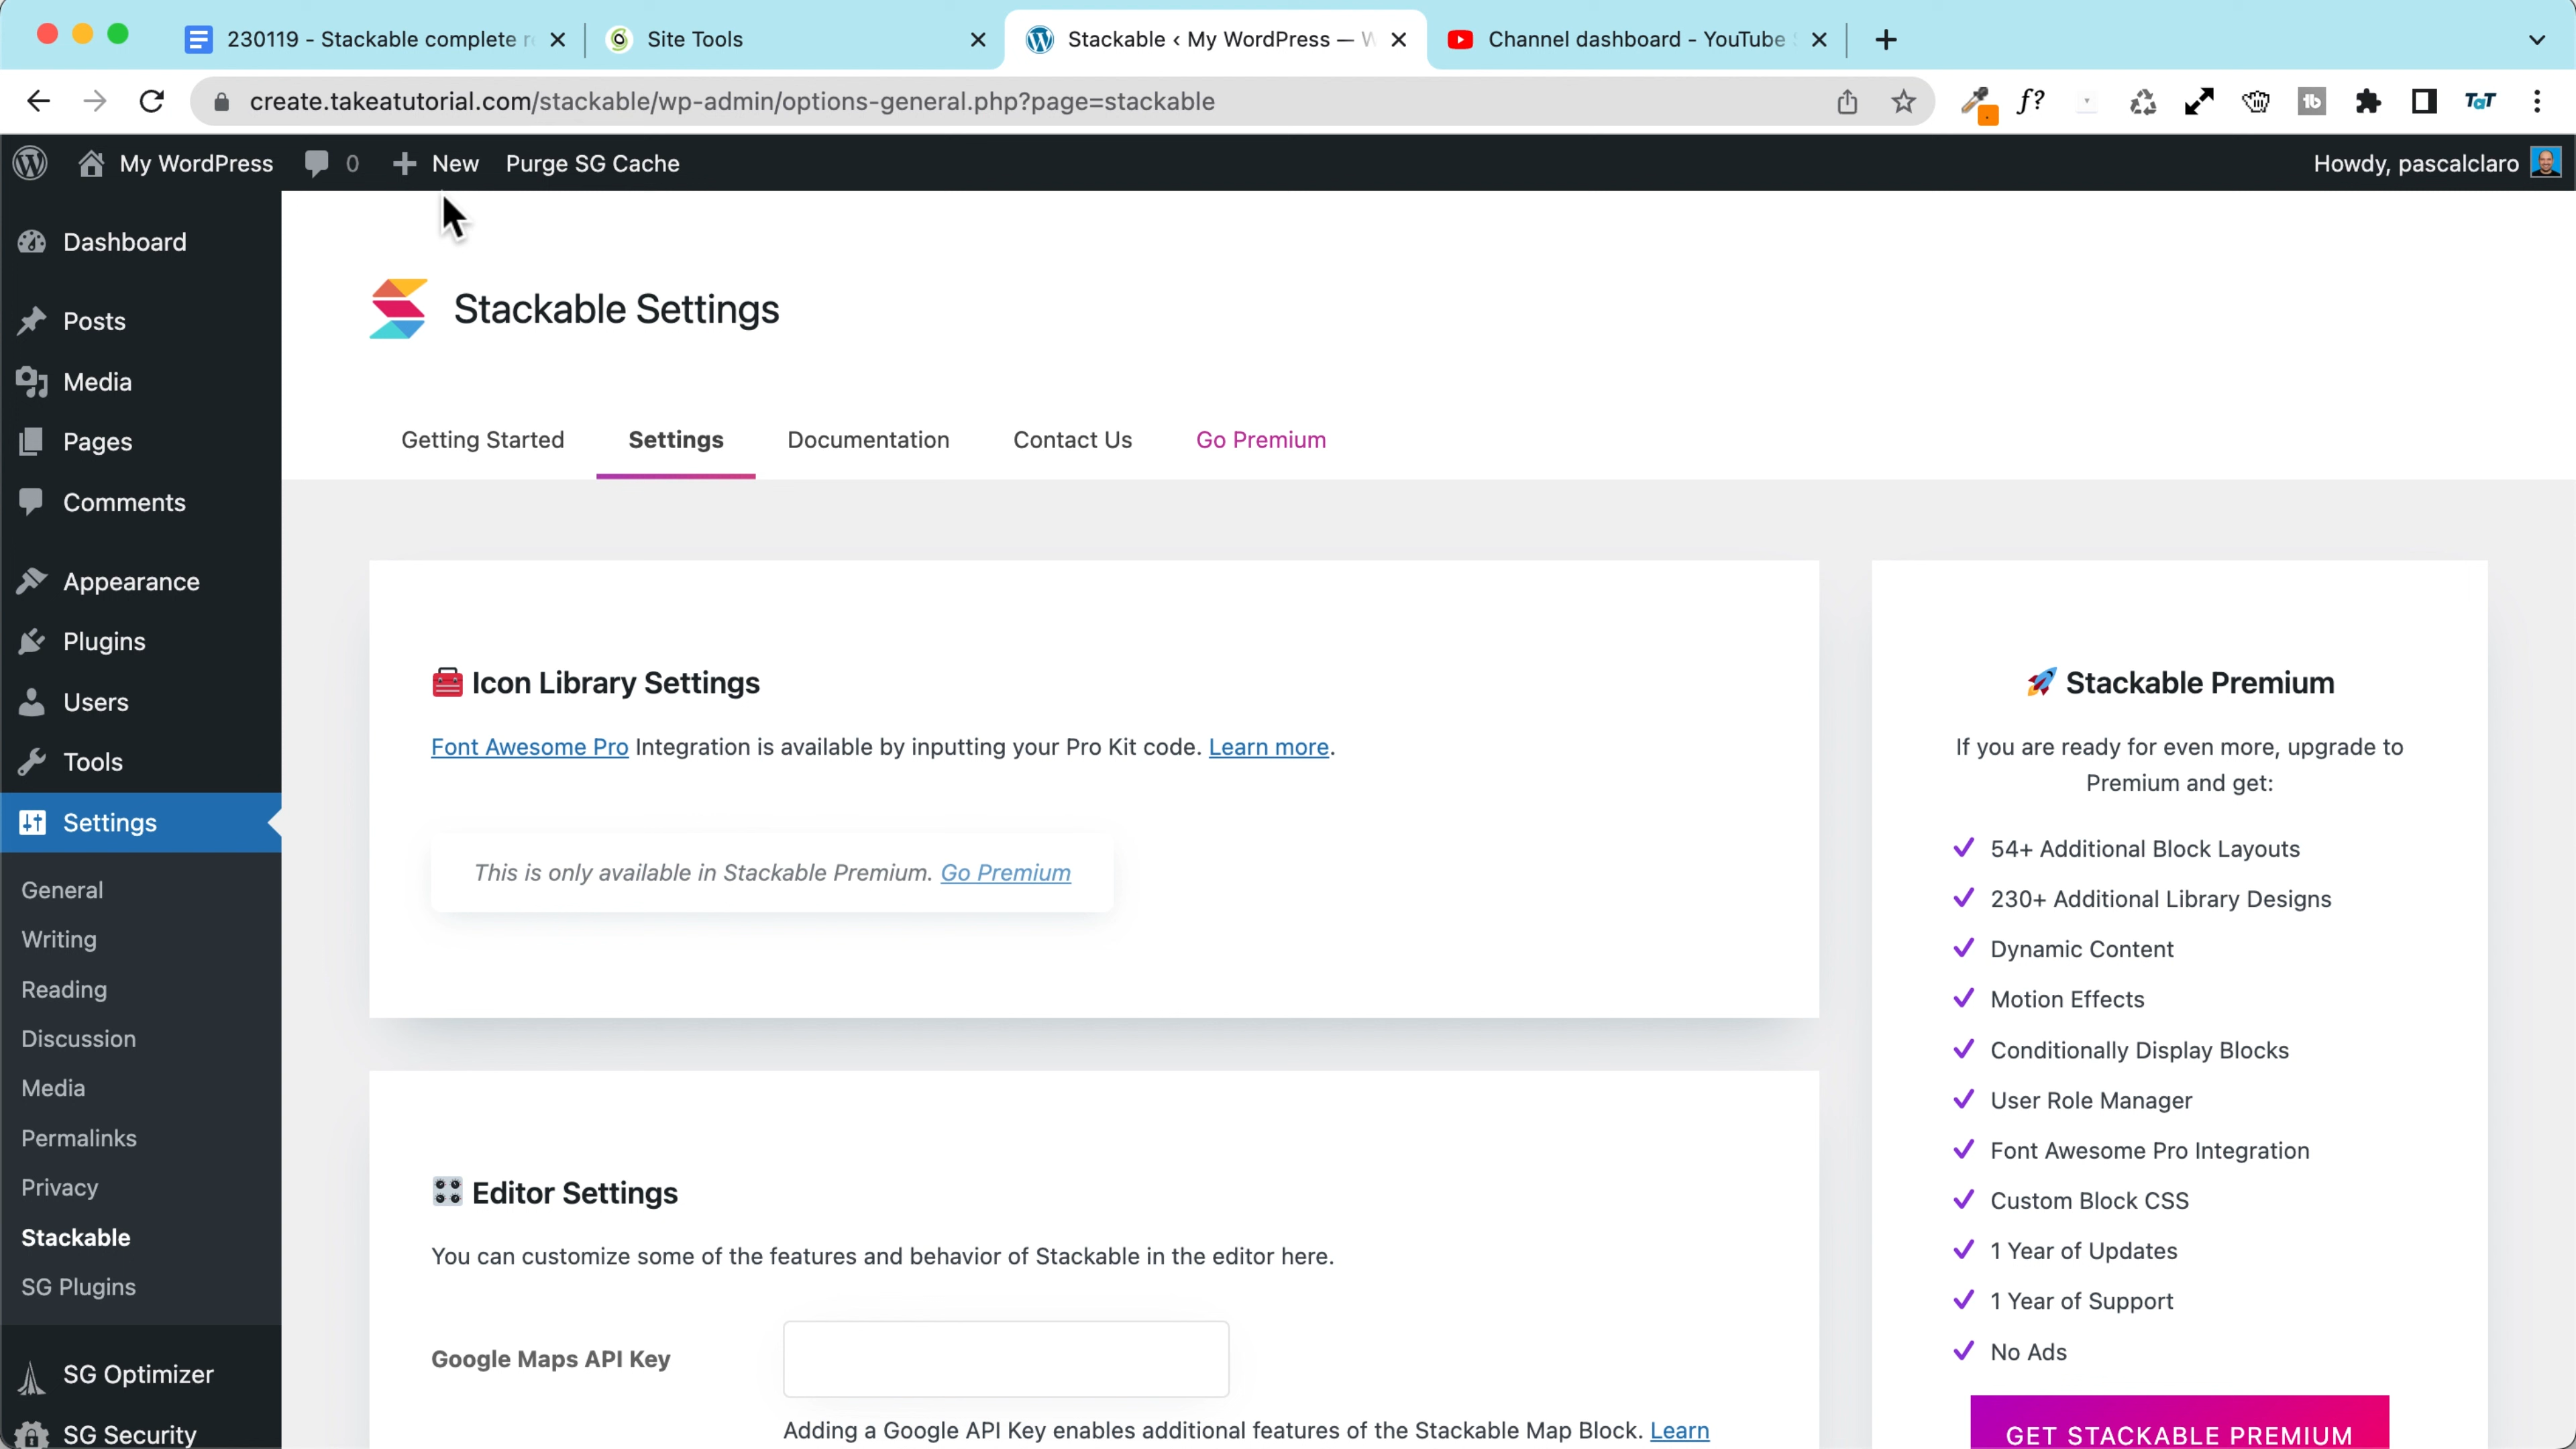 230119 - Stackable complete r
Site Tools
Stackable ‹ My WordPress —
Channel dashboard - YouTube
create.takeatutorial.com/stackable/wp-admin/options-general.php?page=stackable
f?
tb
TaT
My WordPress
0
New
Purge SG Cache
Howdy, pascalclaro
Dashboard
Posts
Media
Pages
Comments
Appearance
Plugins
Users
Tools
Settings
General
Writing
Reading
Discussion
Media
Permalinks
Privacy
Stackable
SG Plugins
SG Optimizer
SG Security
Stackable Settings
Getting Started
Settings
Documentation
Contact Us
Go Premium
Icon Library Settings
Font Awesome Pro Integration is available by inputting your Pro Kit code. Learn more.
This is only available in Stackable Premium. Go Premium
Editor Settings
You can customize some of the features and behavior of Stackable in the editor here.
Google Maps API Key
Adding a Google API Key enables additional features of the Stackable Map Block. Learn
Stackable Premium
If you are ready for even more, upgrade to
Premium and get:
54+ Additional Block Layouts
230+ Additional Library Designs
Dynamic Content
Motion Effects
Conditionally Display Blocks
User Role Manager
Font Awesome Pro Integration
Custom Block CSS
1 Year of Updates
1 Year of Support
No Ads
GET STACKABLE PREMIUM